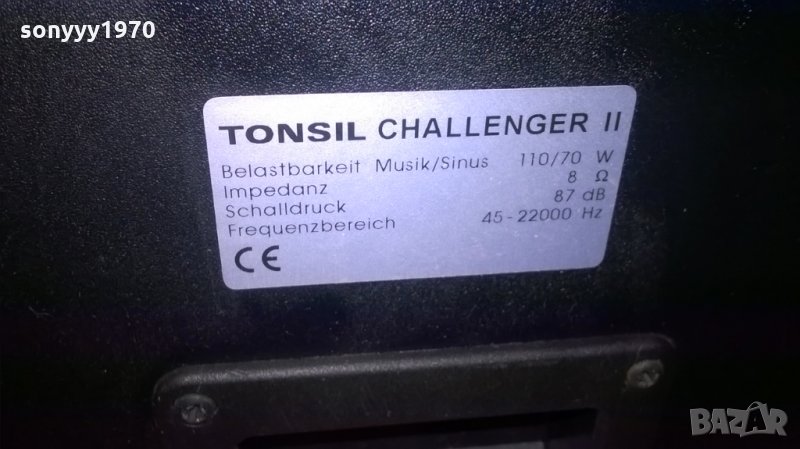 sonyyy1970
TONSIL CHALLENGER II
Belastbarkeit Musik/Sinus 110/70 W
Impedanz 8 Ω
Schalldruck 87 dB
Frequenzbereich 45-22000 Hz
CE
BAZAR